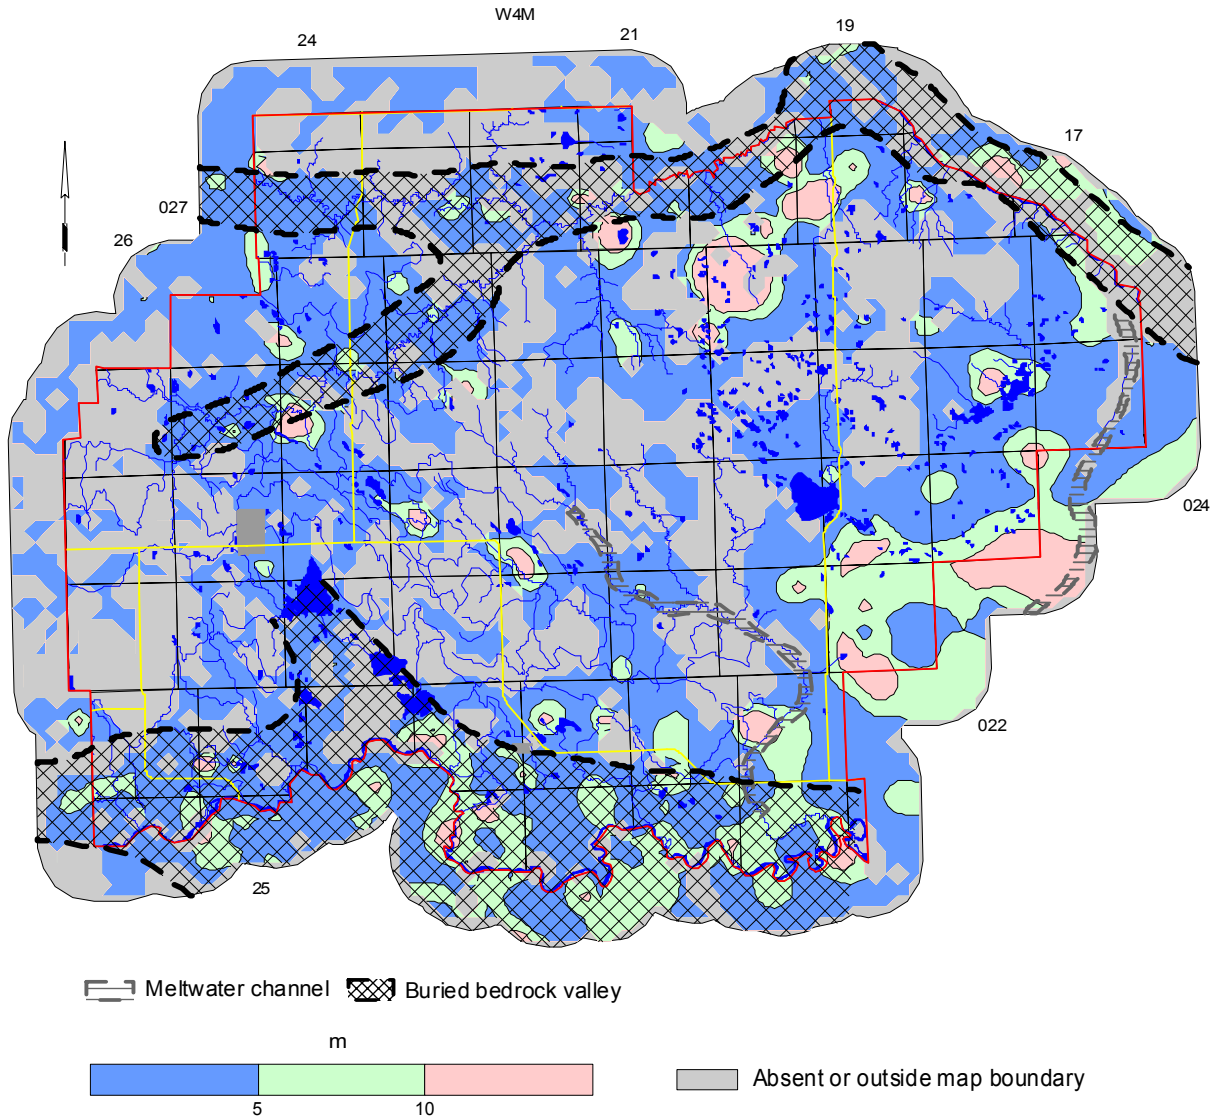 W4M
24
21
19
17
027
26
024
022
25
Meltwater channel
Buried bedrock valley
m
5
10
Absent or outside map boundary